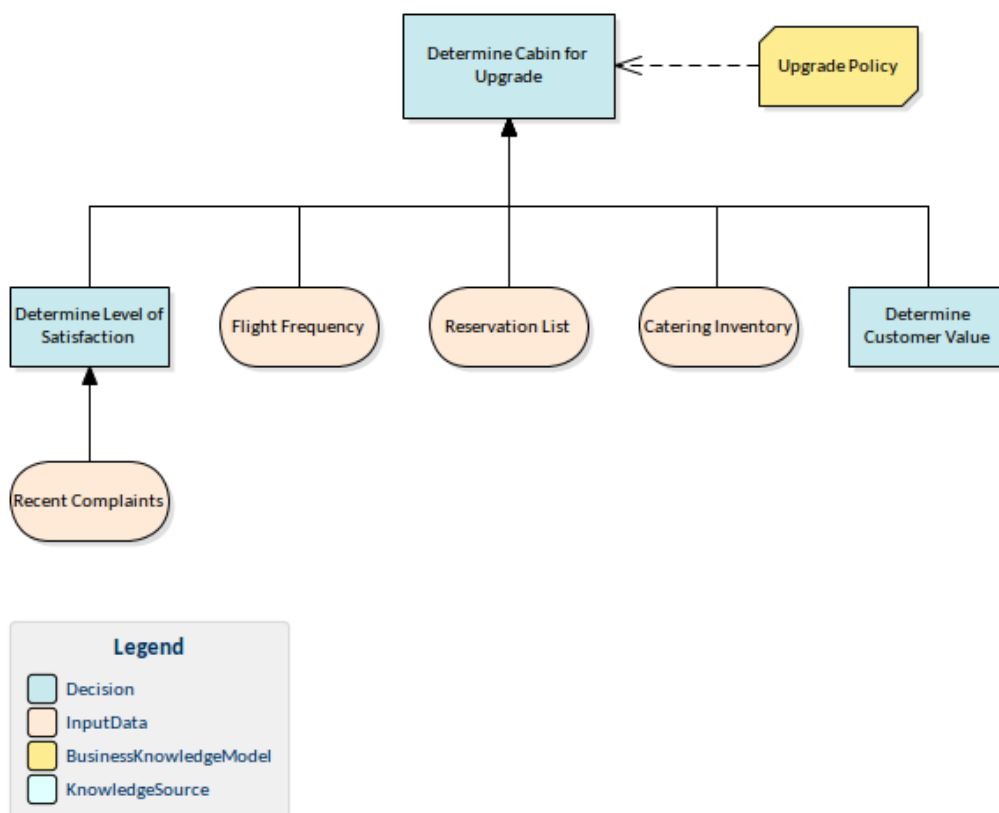 Determine Cabin for
Upgrade
Upgrade Policy
Determine Level of
Satisfaction
Flight Frequency
Reservation List
Catering Inventory
Determine
Customer Value
Recent Complaints
Legend
Decision
InputData
BusinessKnowledgeModel
KnowledgeSource